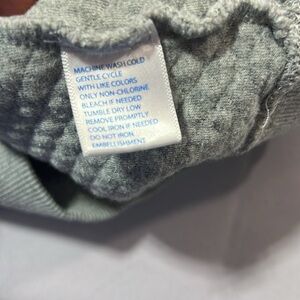 MACHINE WASH COLD
GENTLE CYCLE
WITH LIKE COLORS
ONLY NON-CHLORINE
BLEACH IF NEEDED
TUMBLE DRY LOW
REMOVE PROMPTLY
COOL IRON IF NEEDED
DO NOT IRON
EMBELLISHMENT